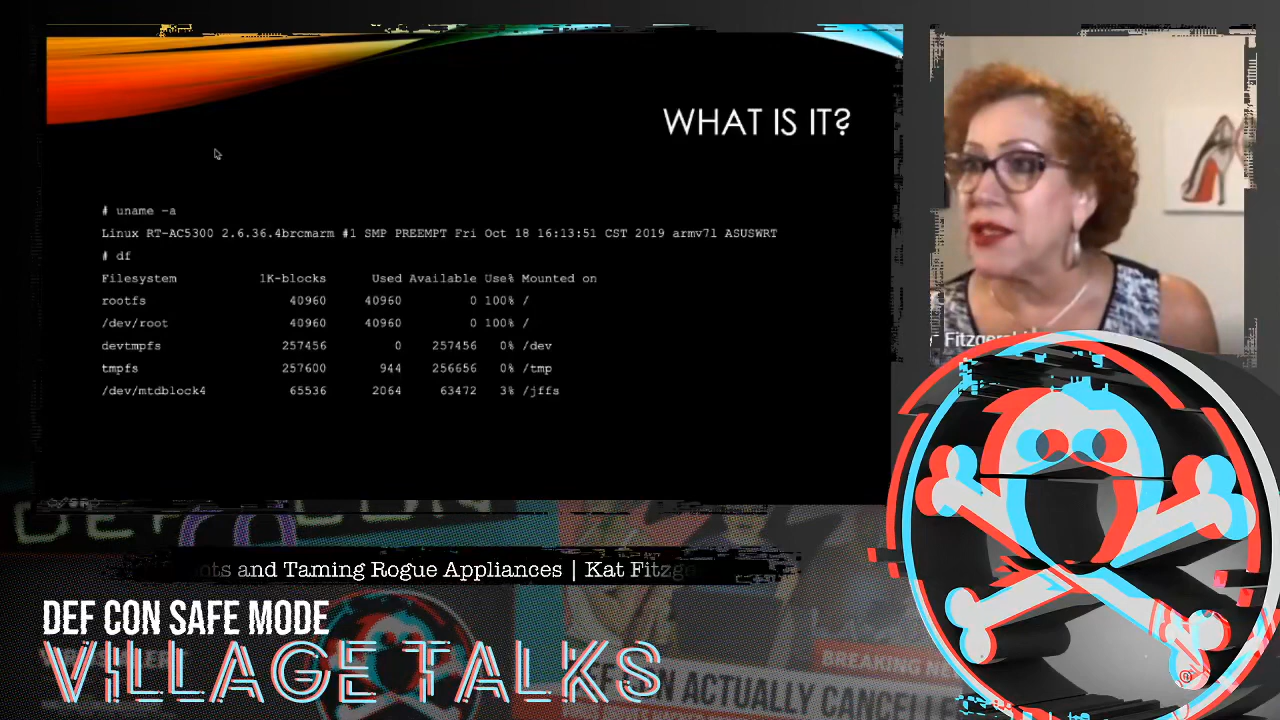 WHAT IS IT?
# uname -a
Linux RT-AC5300 2.6.36.4brcmarm #1 SMP PREEMPT Fri Oct 18 16:13:51 CST 2019 armv7l ASUSWRT
# df
Filesystem 1K-blocks Used Available Use% Mounted on
rootfs 40960 40960 0 100% /
/dev/root 40960 40960 0 100% /
devtmpfs 257456 0 257456 0% /dev
tmpfs 257600 944 256656 0% /tmp
/dev/mtdblock4 65536 2064 63472 3% /jffs
DEF CON
and Taming Rogue Appliances | Kat Fitzge
DEF CON SAFE MODE
VILLAGE TALKS
BREAKING
CON ACTUALLY CANCELLE